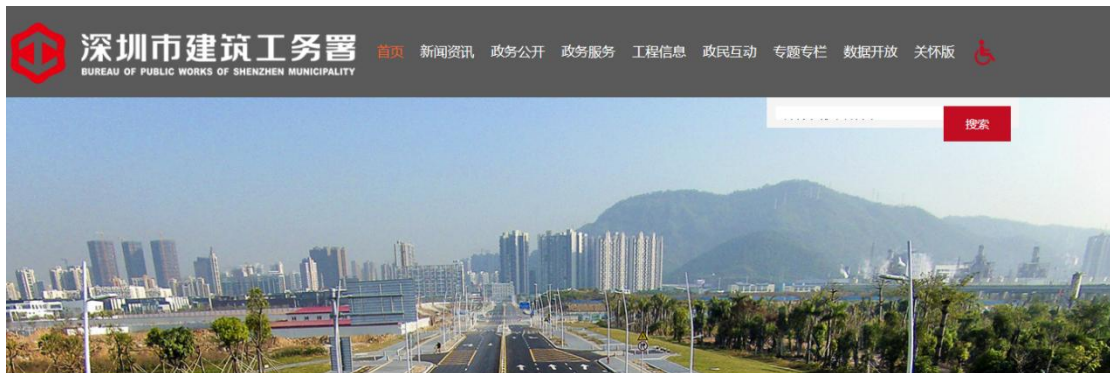 深圳市建筑工务署
BUREAU OF PUBLIC WORKS OF SHENZHEN MUNICIPALITY
首页 新闻资讯 政务公开 政务服务 工程信息 政民互动 专题专栏 数据开放 关怀版
搜索